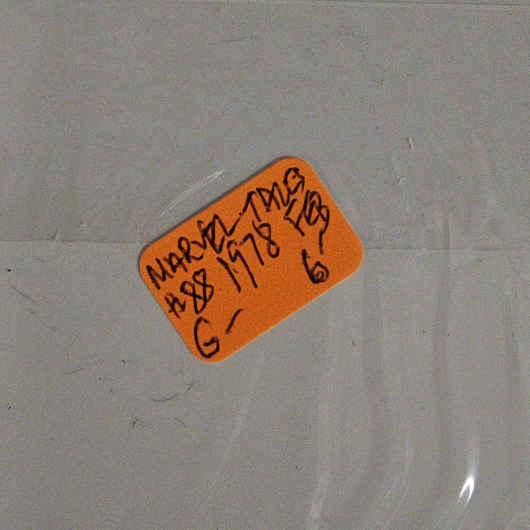 MARVEL TALES
#88 1978 FEB
G- 6